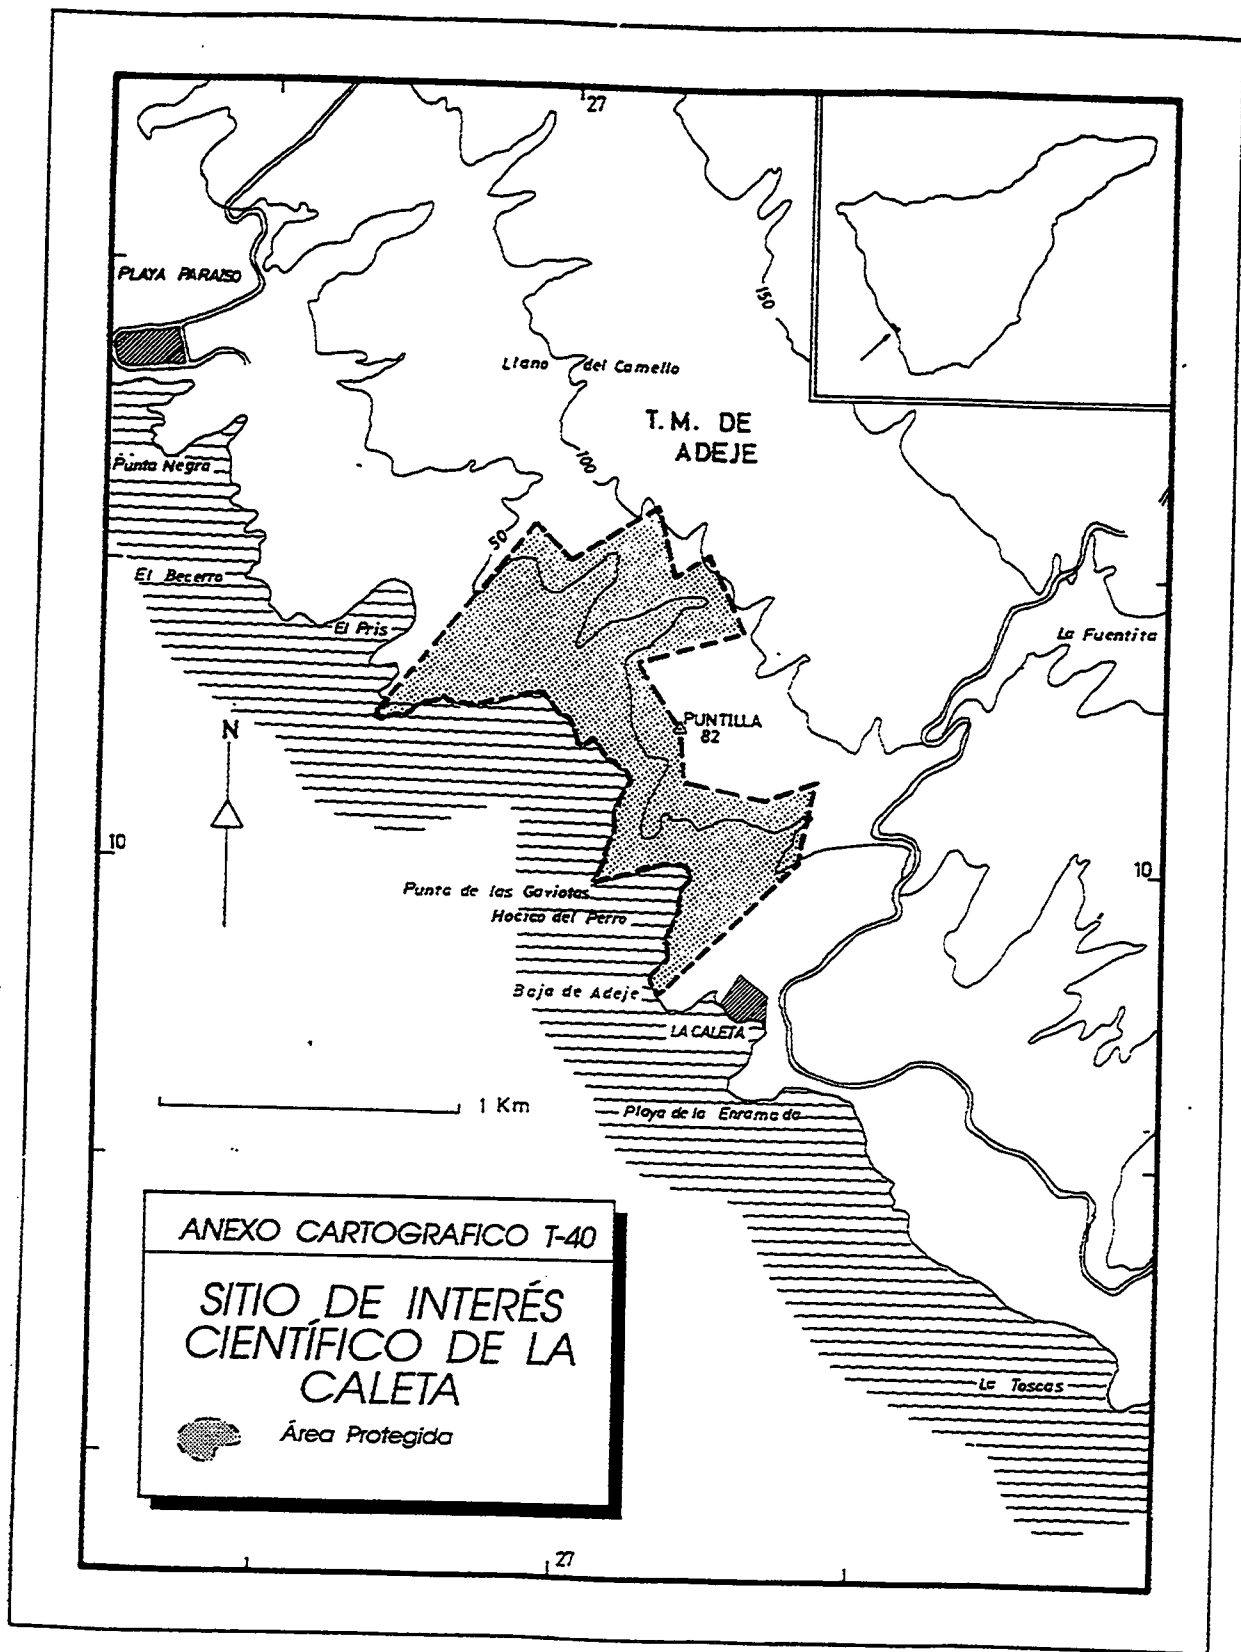 27
PLAYA PARAISO
150
Llano del Camello
T.M. DE
ADEJE
100
Punta Negra
50
El Becerro
El Pris
La Fuentita
N
PUNTILLA
82
10
10
Punta de las Gaviotas
Hocico del Perro
Baja de Adeje
LA CALETA
1 Km
Playa de la Enramada
ANEXO CARTOGRAFICO T-40
SITIO DE INTERÉS
CIENTÍFICO DE LA
CALETA
Área Protegida
La Toscas
27